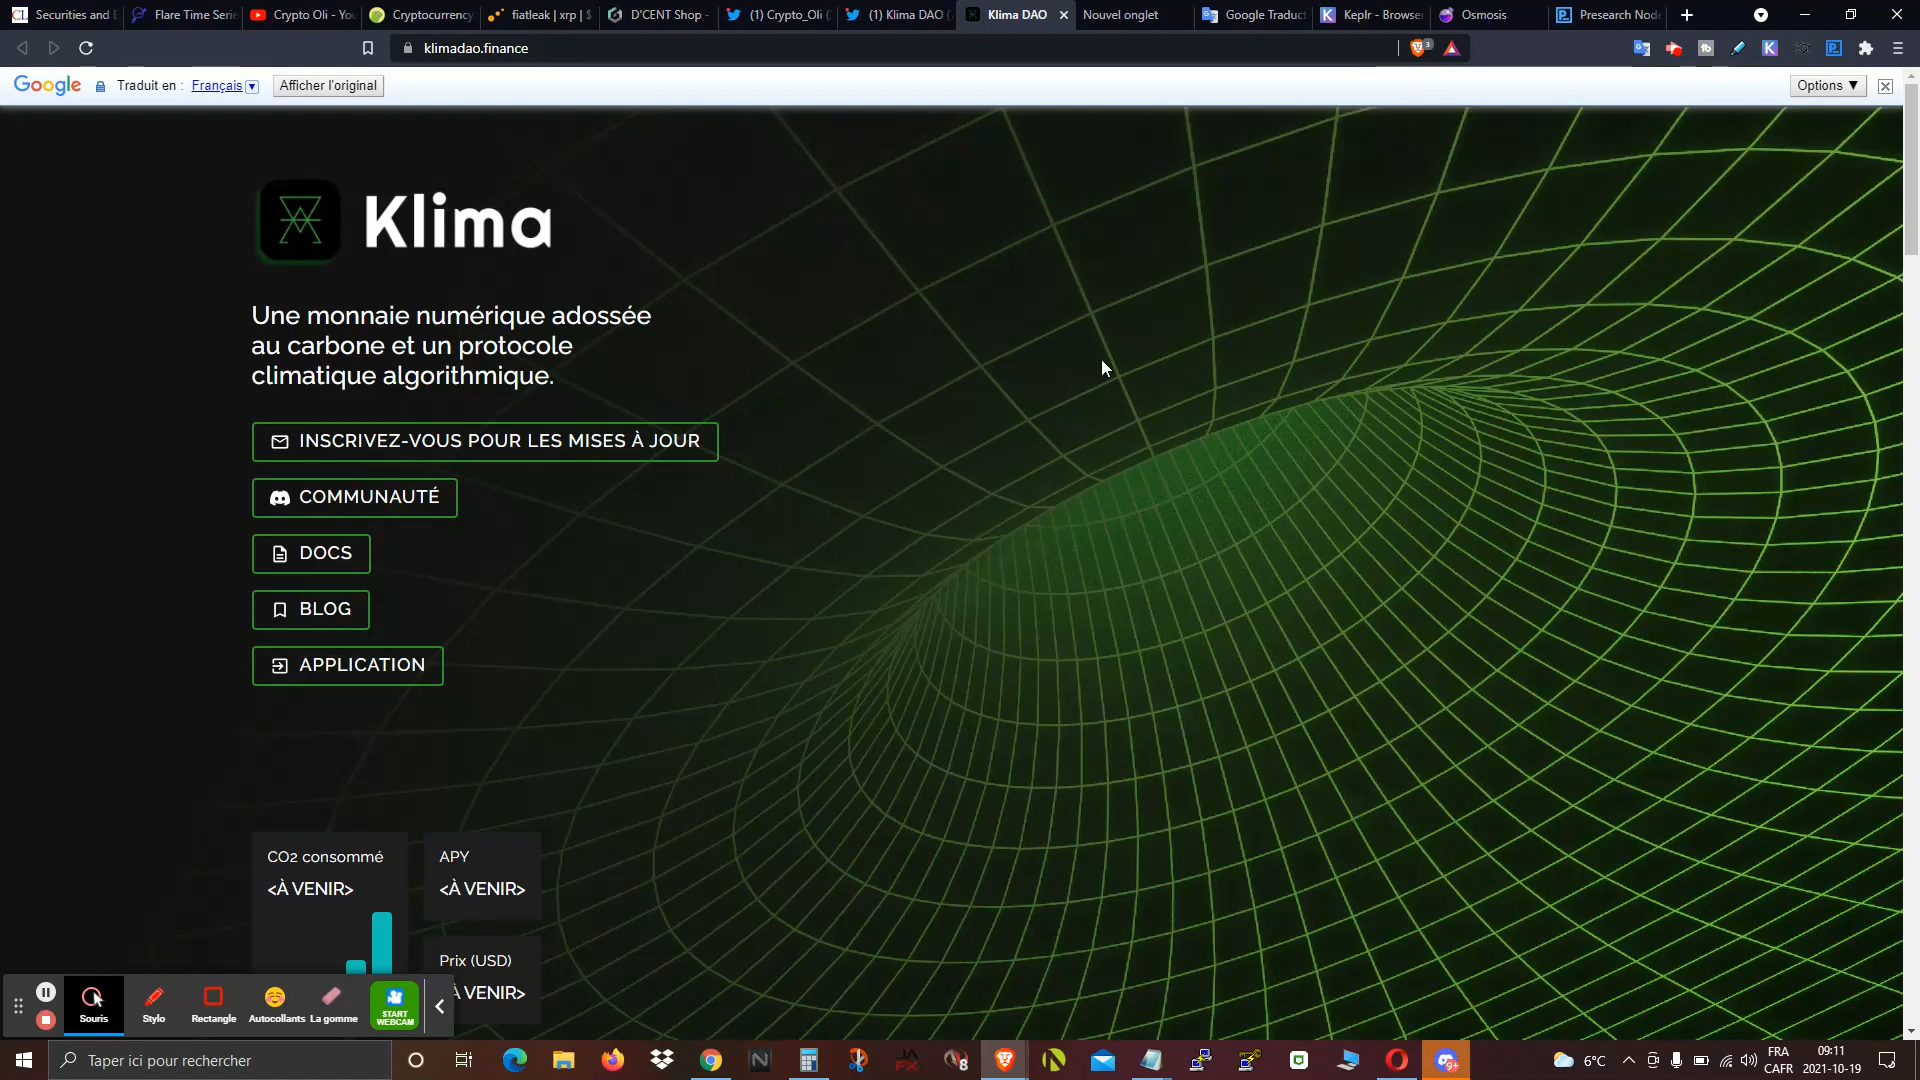 Securities and E
Flare Time Serie
Crypto Oli - You
Cryptocurrency
fiatleak | xrp | $
D'CENT Shop -
(1) Crypto_Oli (
(1) Klima DAO (
Klima DAO
Nouvel onglet
Google Traduct
Keplr - Browser
Osmosis
Presearch Node
klimadao.finance
Google
Traduit en :
Français
Afficher l'original
Options ▼
Klima
Une monnaie numérique adossée
au carbone et un protocole
climatique algorithmique.
INSCRIVEZ-VOUS POUR LES MISES À JOUR
COMMUNAUTÉ
DOCS
BLOG
APPLICATION
CO2 consommé
<À VENIR>
APY
<À VENIR>
Prix (USD)
À VENIR>
Souris
Stylo
Rectangle
Autocollants
La gomme
START
WEBCAM
Taper ici pour rechercher
6°C
FRA
CAFR
09:11
2021-10-19